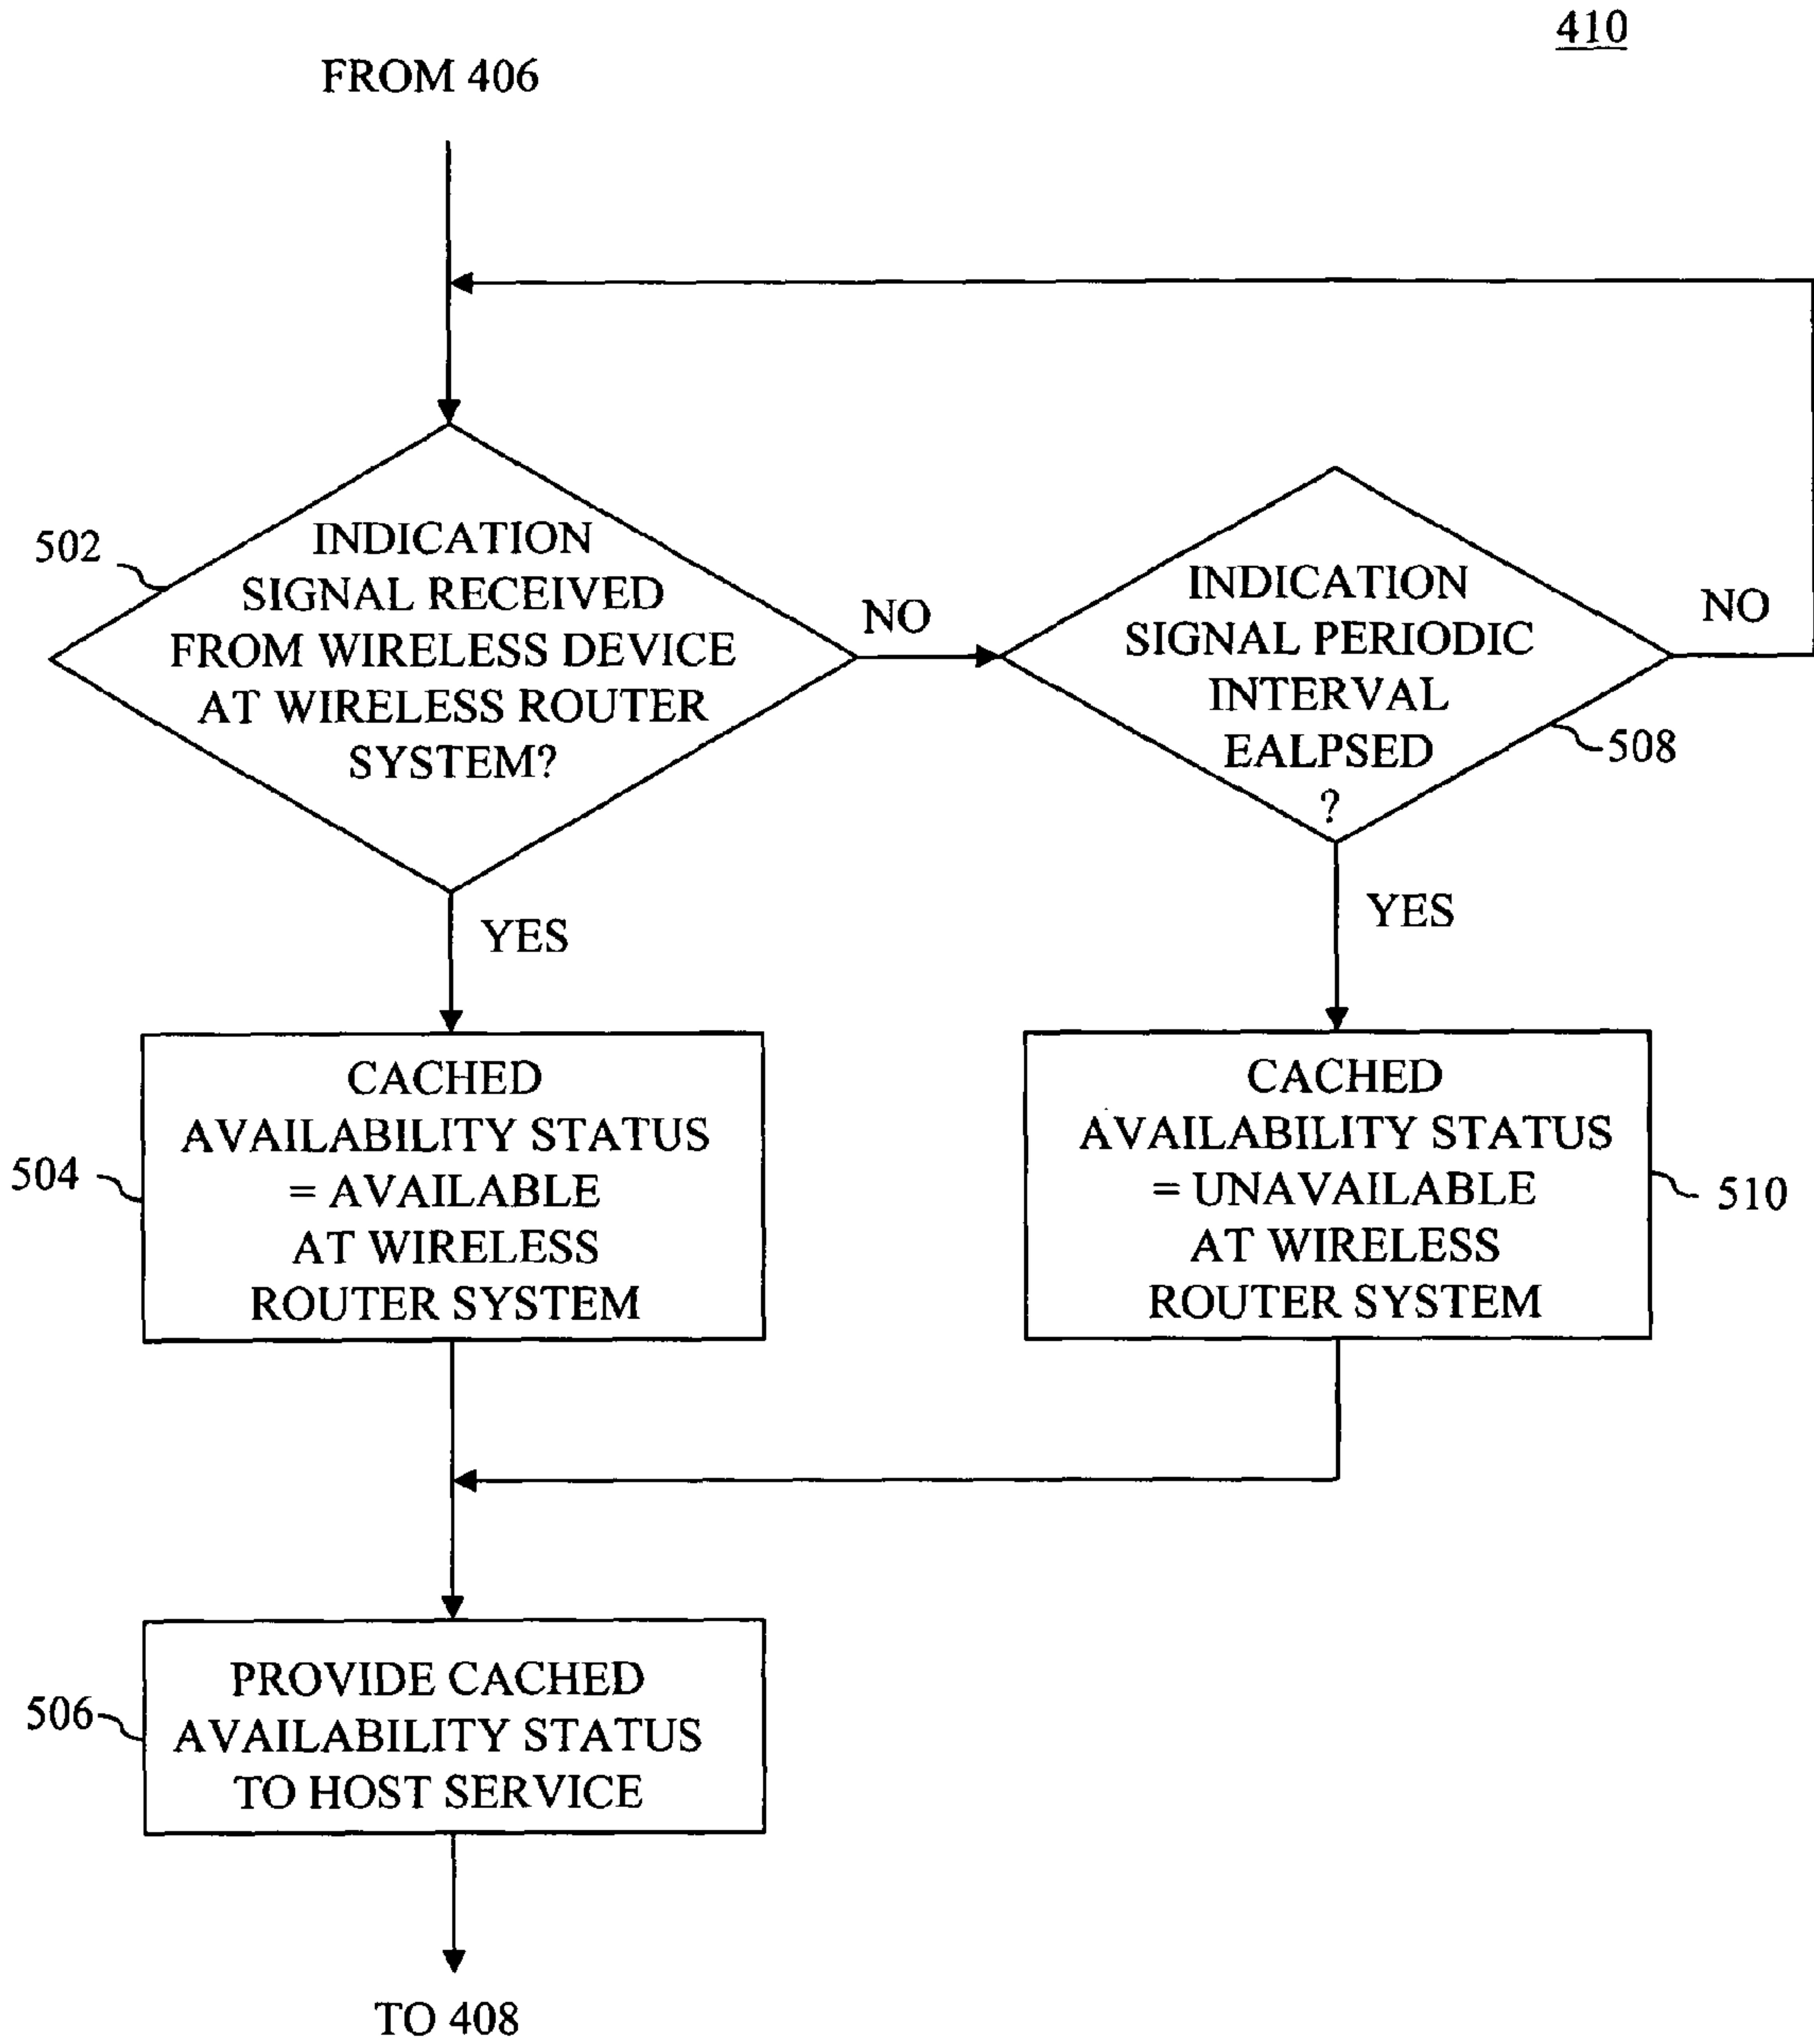 410
FROM 406
502
INDICATION
SIGNAL RECEIVED
FROM WIRELESS DEVICE
AT WIRELESS ROUTER
SYSTEM?
NO
INDICATION
SIGNAL PERIODIC
INTERVAL
EALPSED
?
NO
508
YES
YES
504
CACHED
AVAILABILITY STATUS
= AVAILABLE
AT WIRELESS
ROUTER SYSTEM
CACHED
AVAILABILITY STATUS
= UNAVAILABLE
AT WIRELESS
ROUTER SYSTEM
510
506
PROVIDE CACHED
AVAILABILITY STATUS
TO HOST SERVICE
TO 408